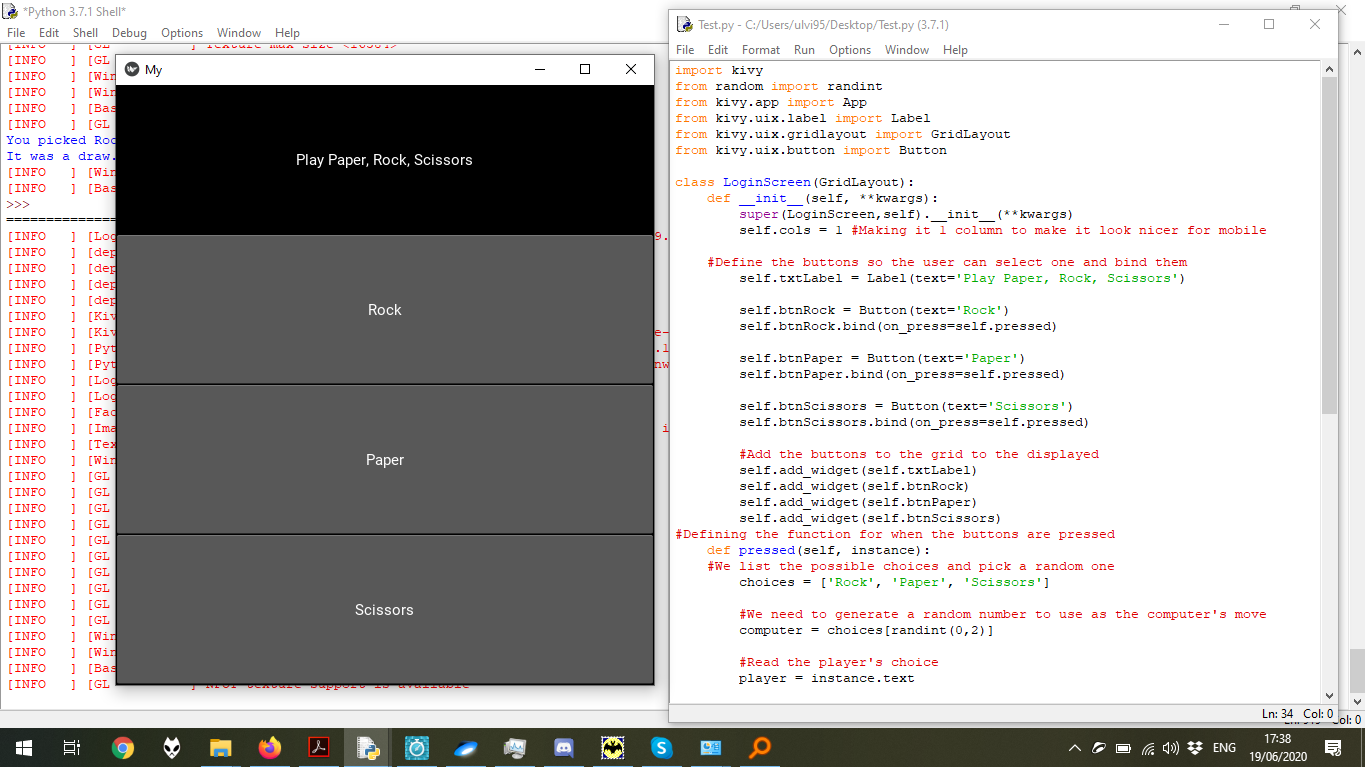 *Python 3.7.1 Shell*
File Edit Shell Debug Options Window Help
[INFO ] [GL
[INFO ] [Win
[INFO ] [Win
[INFO ] [Bas
[INFO ] [GL
You picked Roc
It was a draw.
[INFO ] [Win
[INFO ] [Bas
>>>
[INFO ] [Log
[INFO ] [dep
[INFO ] [dep
[INFO ] [dep
[INFO ] [dep
[INFO ] [Kiv
[INFO ] [Kiv
[INFO ] [Pyt
[INFO ] [Pyt
[INFO ] [Log
[INFO ] [Log
[INFO ] [Fac
[INFO ] [Ima
[INFO ] [Tex
[INFO ] [Win
[INFO ] [GL
[INFO ] [GL
[INFO ] [GL
[INFO ] [GL
[INFO ] [GL
[INFO ] [GL
[INFO ] [GL
[INFO ] [GL
[INFO ] [GL
[INFO ] [Win
[INFO ] [Win
[INFO ] [Bas
[INFO ] [GL ] NPOT texture support is available
My
Play Paper, Rock, Scissors
Rock
Paper
Scissors
Test.py - C:/Users/ulvi95/Desktop/Test.py (3.7.1)
File Edit Format Run Options Window Help
import kivy
from random import randint
from kivy.app import App
from kivy.uix.label import Label
from kivy.uix.gridlayout import GridLayout
from kivy.uix.button import Button
class LoginScreen(GridLayout):
def __init__(self, **kwargs):
super(LoginScreen,self).__init__(**kwargs)
self.cols = 1 #Making it 1 column to make it look nicer for mobile
#Define the buttons so the user can select one and bind them
self.txtLabel = Label(text='Play Paper, Rock, Scissors')
self.btnRock = Button(text='Rock')
self.btnRock.bind(on_press=self.pressed)
self.btnPaper = Button(text='Paper')
self.btnPaper.bind(on_press=self.pressed)
self.btnScissors = Button(text='Scissors')
self.btnScissors.bind(on_press=self.pressed)
#Add the buttons to the grid to the displayed
self.add_widget(self.txtLabel)
self.add_widget(self.btnRock)
self.add_widget(self.btnPaper)
self.add_widget(self.btnScissors)
#Defining the function for when the buttons are pressed
def pressed(self, instance):
#We list the possible choices and pick a random one
choices = ['Rock', 'Paper', 'Scissors']
#We need to generate a random number to use as the computer's move
computer = choices[randint(0,2)]
#Read the player's choice
player = instance.text
Ln: 34 Col: 0
Col: 0
ENG
17:38
19/06/2020